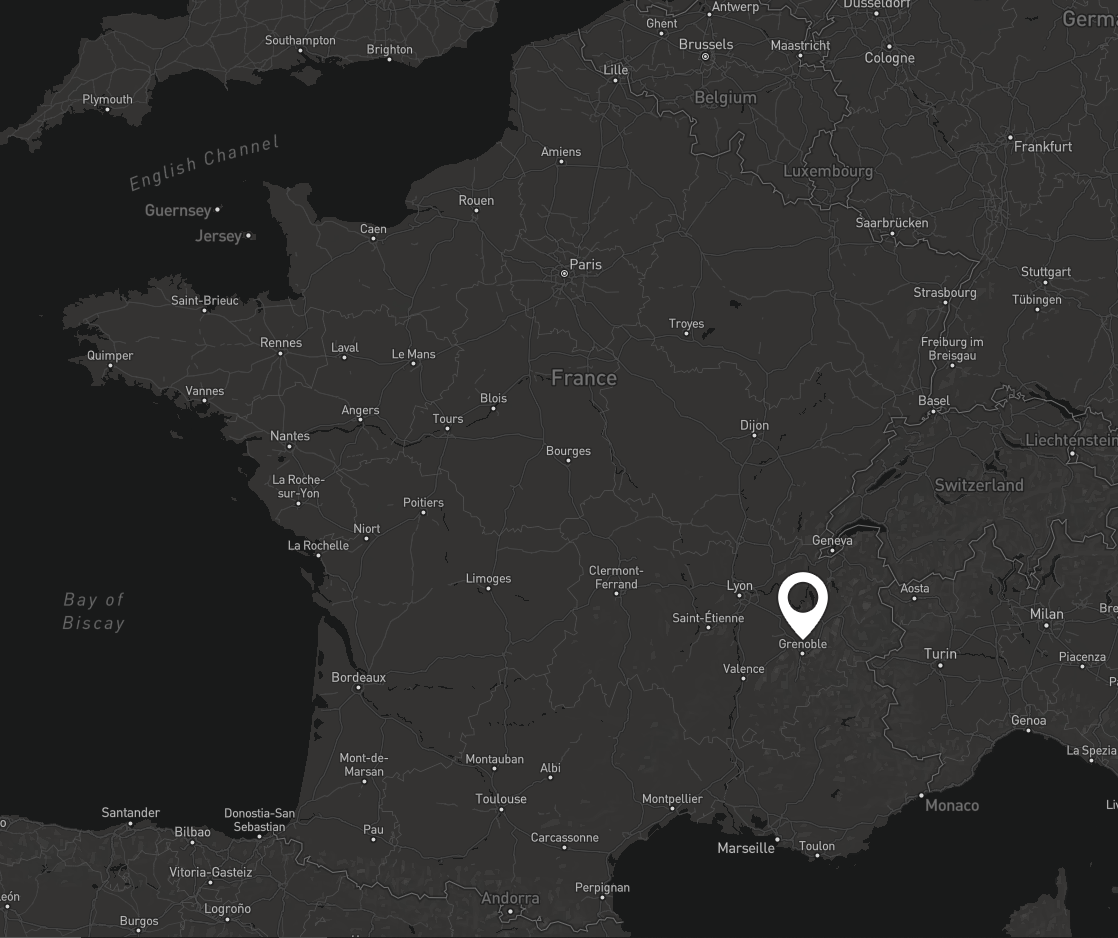 Antwerp
Düsseldorf
Ghent
Germa
Southampton
Brighton
Brussels
Maastricht
Cologne
Lille
Plymouth
Belgium
English Channel
Amiens
Frankfurt
Luxembourg
Guernsey
Rouen
Jersey
Caen
Saarbrücken
Paris
Stuttgart
Saint-Brieuc
Strasbourg
Tübingen
Troyes
Rennes
Laval
Le Mans
Quimper
Freiburg im
Breisgau
France
Vannes
Blois
Basel
Angers
Tours
Nantes
Dijon
Liechtenstein
Bourges
La Roche-
sur-Yon
Switzerland
Poitiers
Niort
La Rochelle
Geneva
Limoges
Clermont-
Ferrand
Lyon
Aosta
Bay of
Biscay
Saint-Étienne
Milan
Bre
Grenoble
Turin
Piacenza
Valence
Bordeaux
Pa
Genoa
Mont-de-
Marsan
Montauban
Albi
La Spezia
Toulouse
Montpellier
Monaco
Liv
Santander
Donostia-San
Sebastian
o
Bilbao
Pau
Carcassonne
Marseille
Toulon
Vitoria-Gasteiz
Perpignan
eón
Andorra
Logroño
Burgos